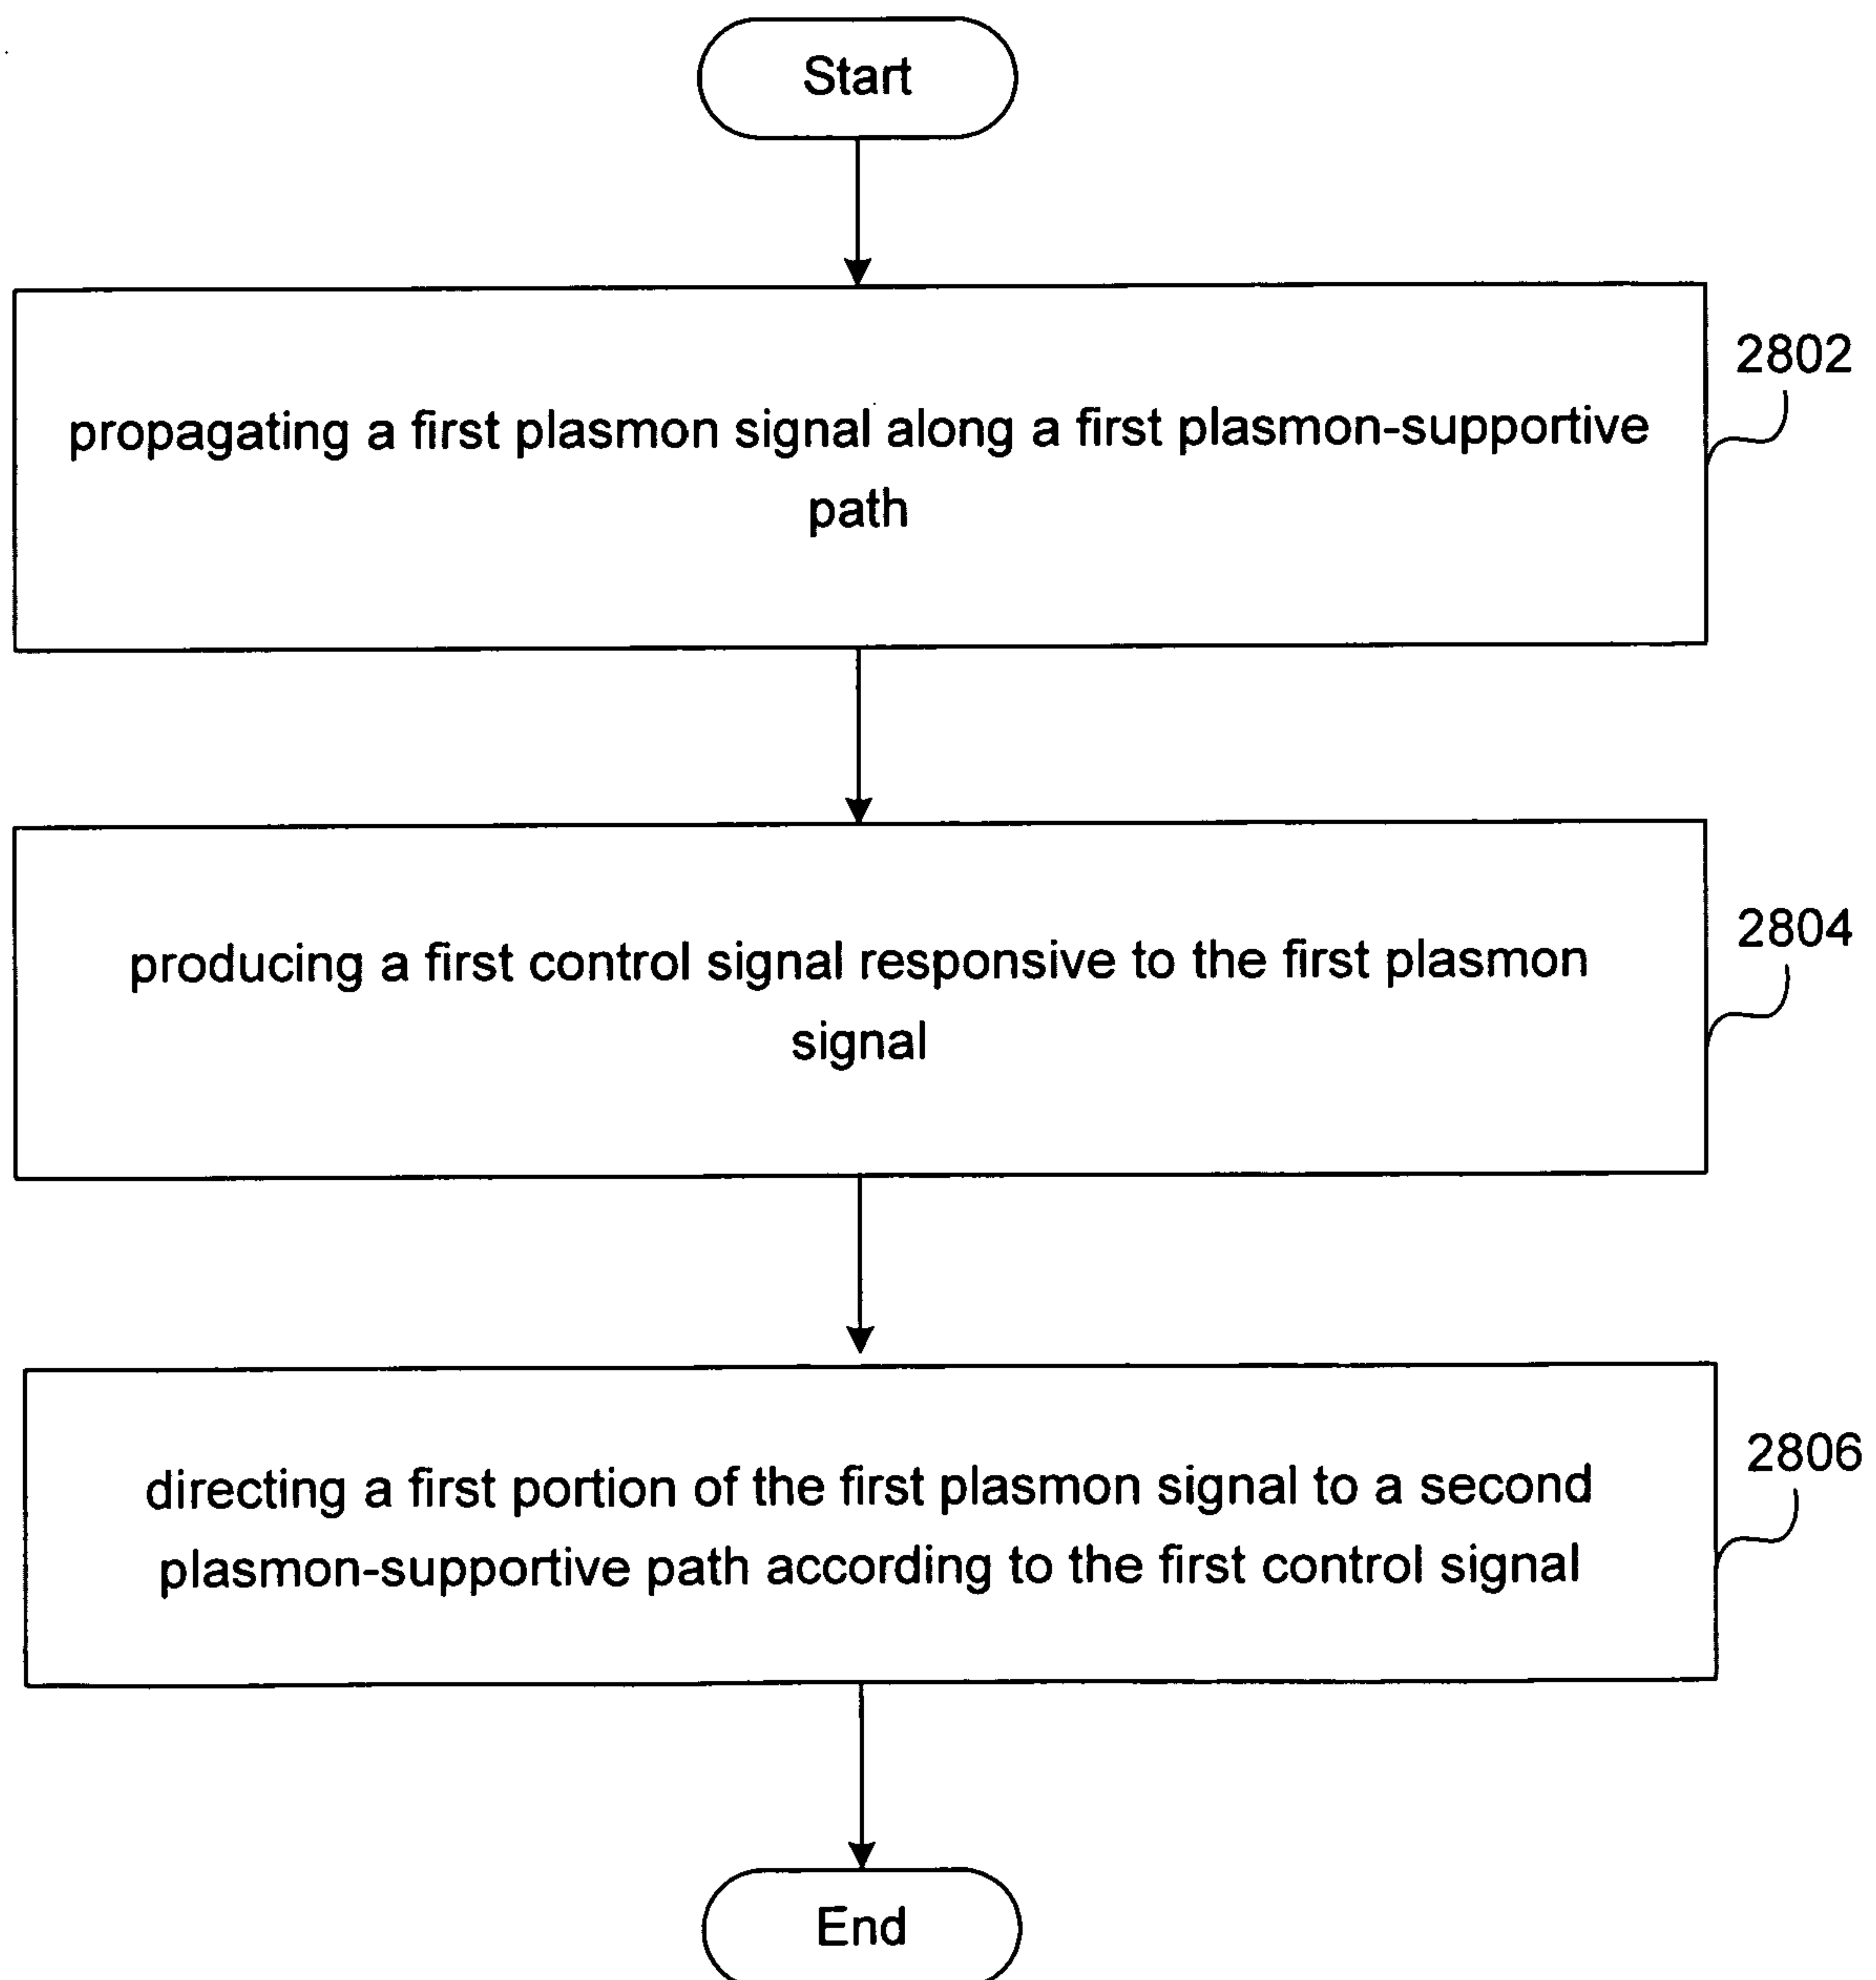 Start
propagating a first plasmon signal along a first plasmon-supportive
path
2802
producing a first control signal responsive to the first plasmon
signal
2804
directing a first portion of the first plasmon signal to a second
plasmon-supportive path according to the first control signal
2806
End